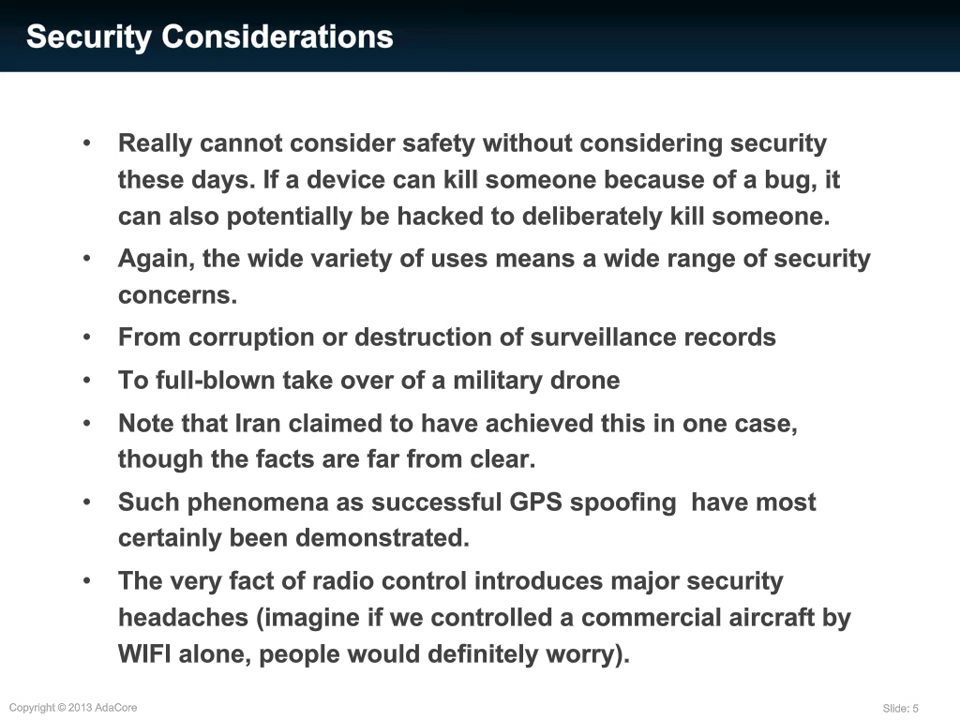 Security Considerations
• Really cannot consider safety without considering security
these days. If a device can kill someone because of a bug, it
can also potentially be hacked to deliberately kill someone.
• Again, the wide variety of uses means a wide range of security
concerns.
• From corruption or destruction of surveillance records
• To full-blown take over of a military drone
• Note that Iran claimed to have achieved this in one case,
though the facts are far from clear.
• Such phenomena as successful GPS spoofing  have most
certainly been demonstrated.
• The very fact of radio control introduces major security
headaches (imagine if we controlled a commercial aircraft by
WIFI alone, people would definitely worry).
Copyright © 2013 AdaCore
Slide: 5